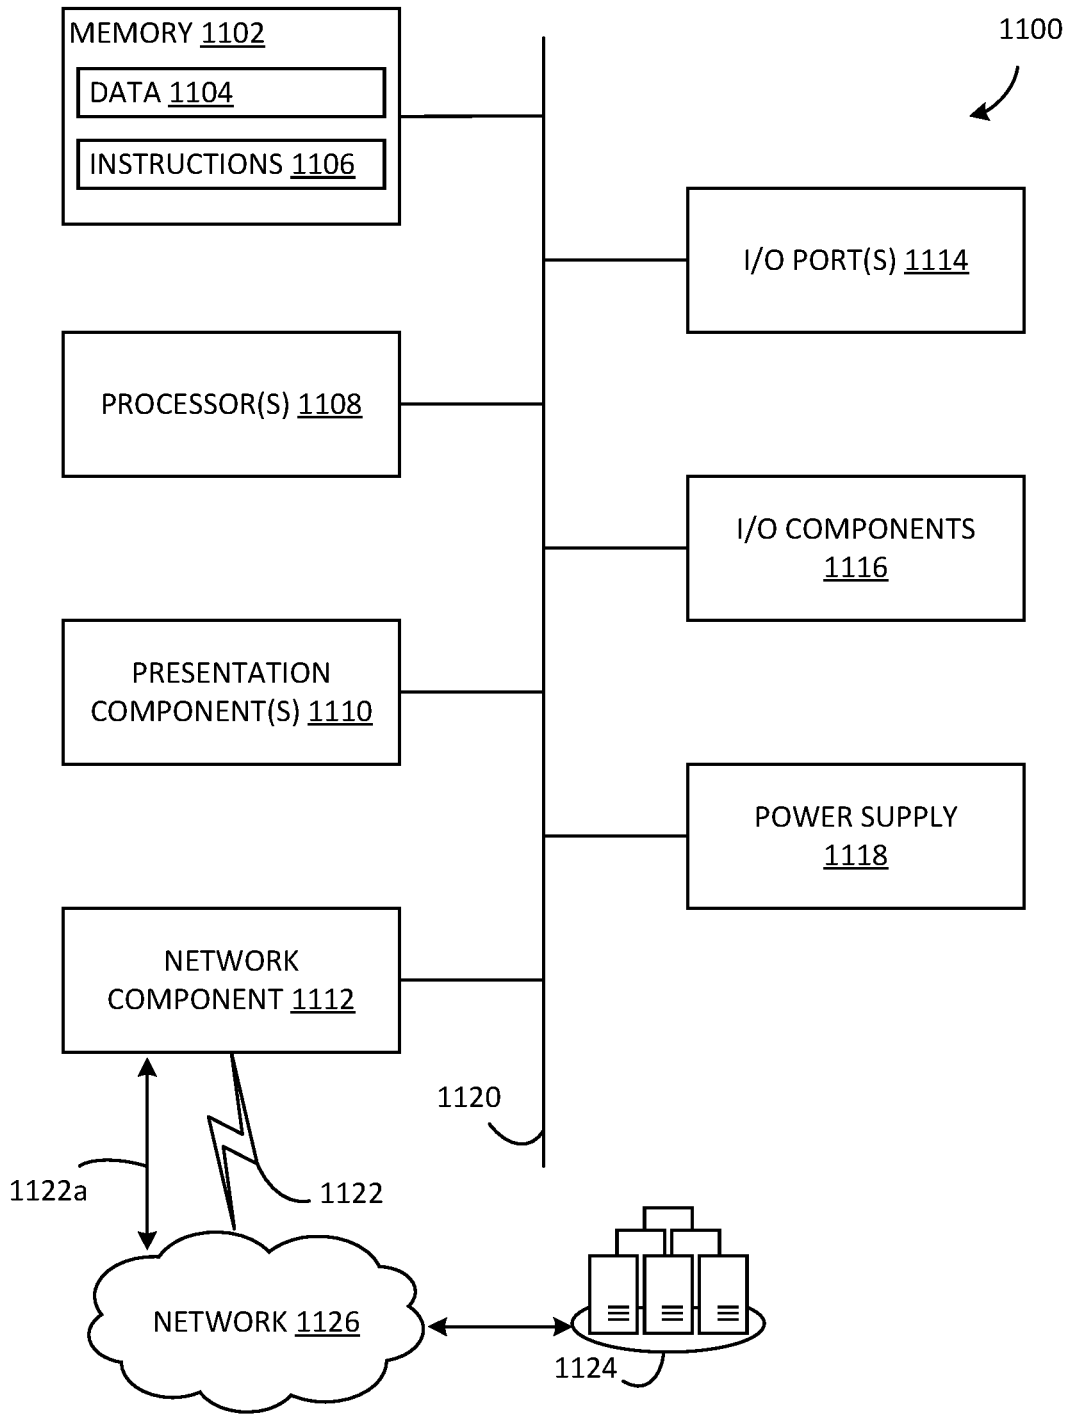 1100
MEMORY 1102
DATA 1104
INSTRUCTIONS 1106
I/O PORT(S) 1114
PROCESSOR(S) 1108
I/O COMPONENTS
1116
PRESENTATION
COMPONENT(S) 1110
POWER SUPPLY
1118
NETWORK
COMPONENT 1112
1120
1122a
1122
NETWORK 1126
1124